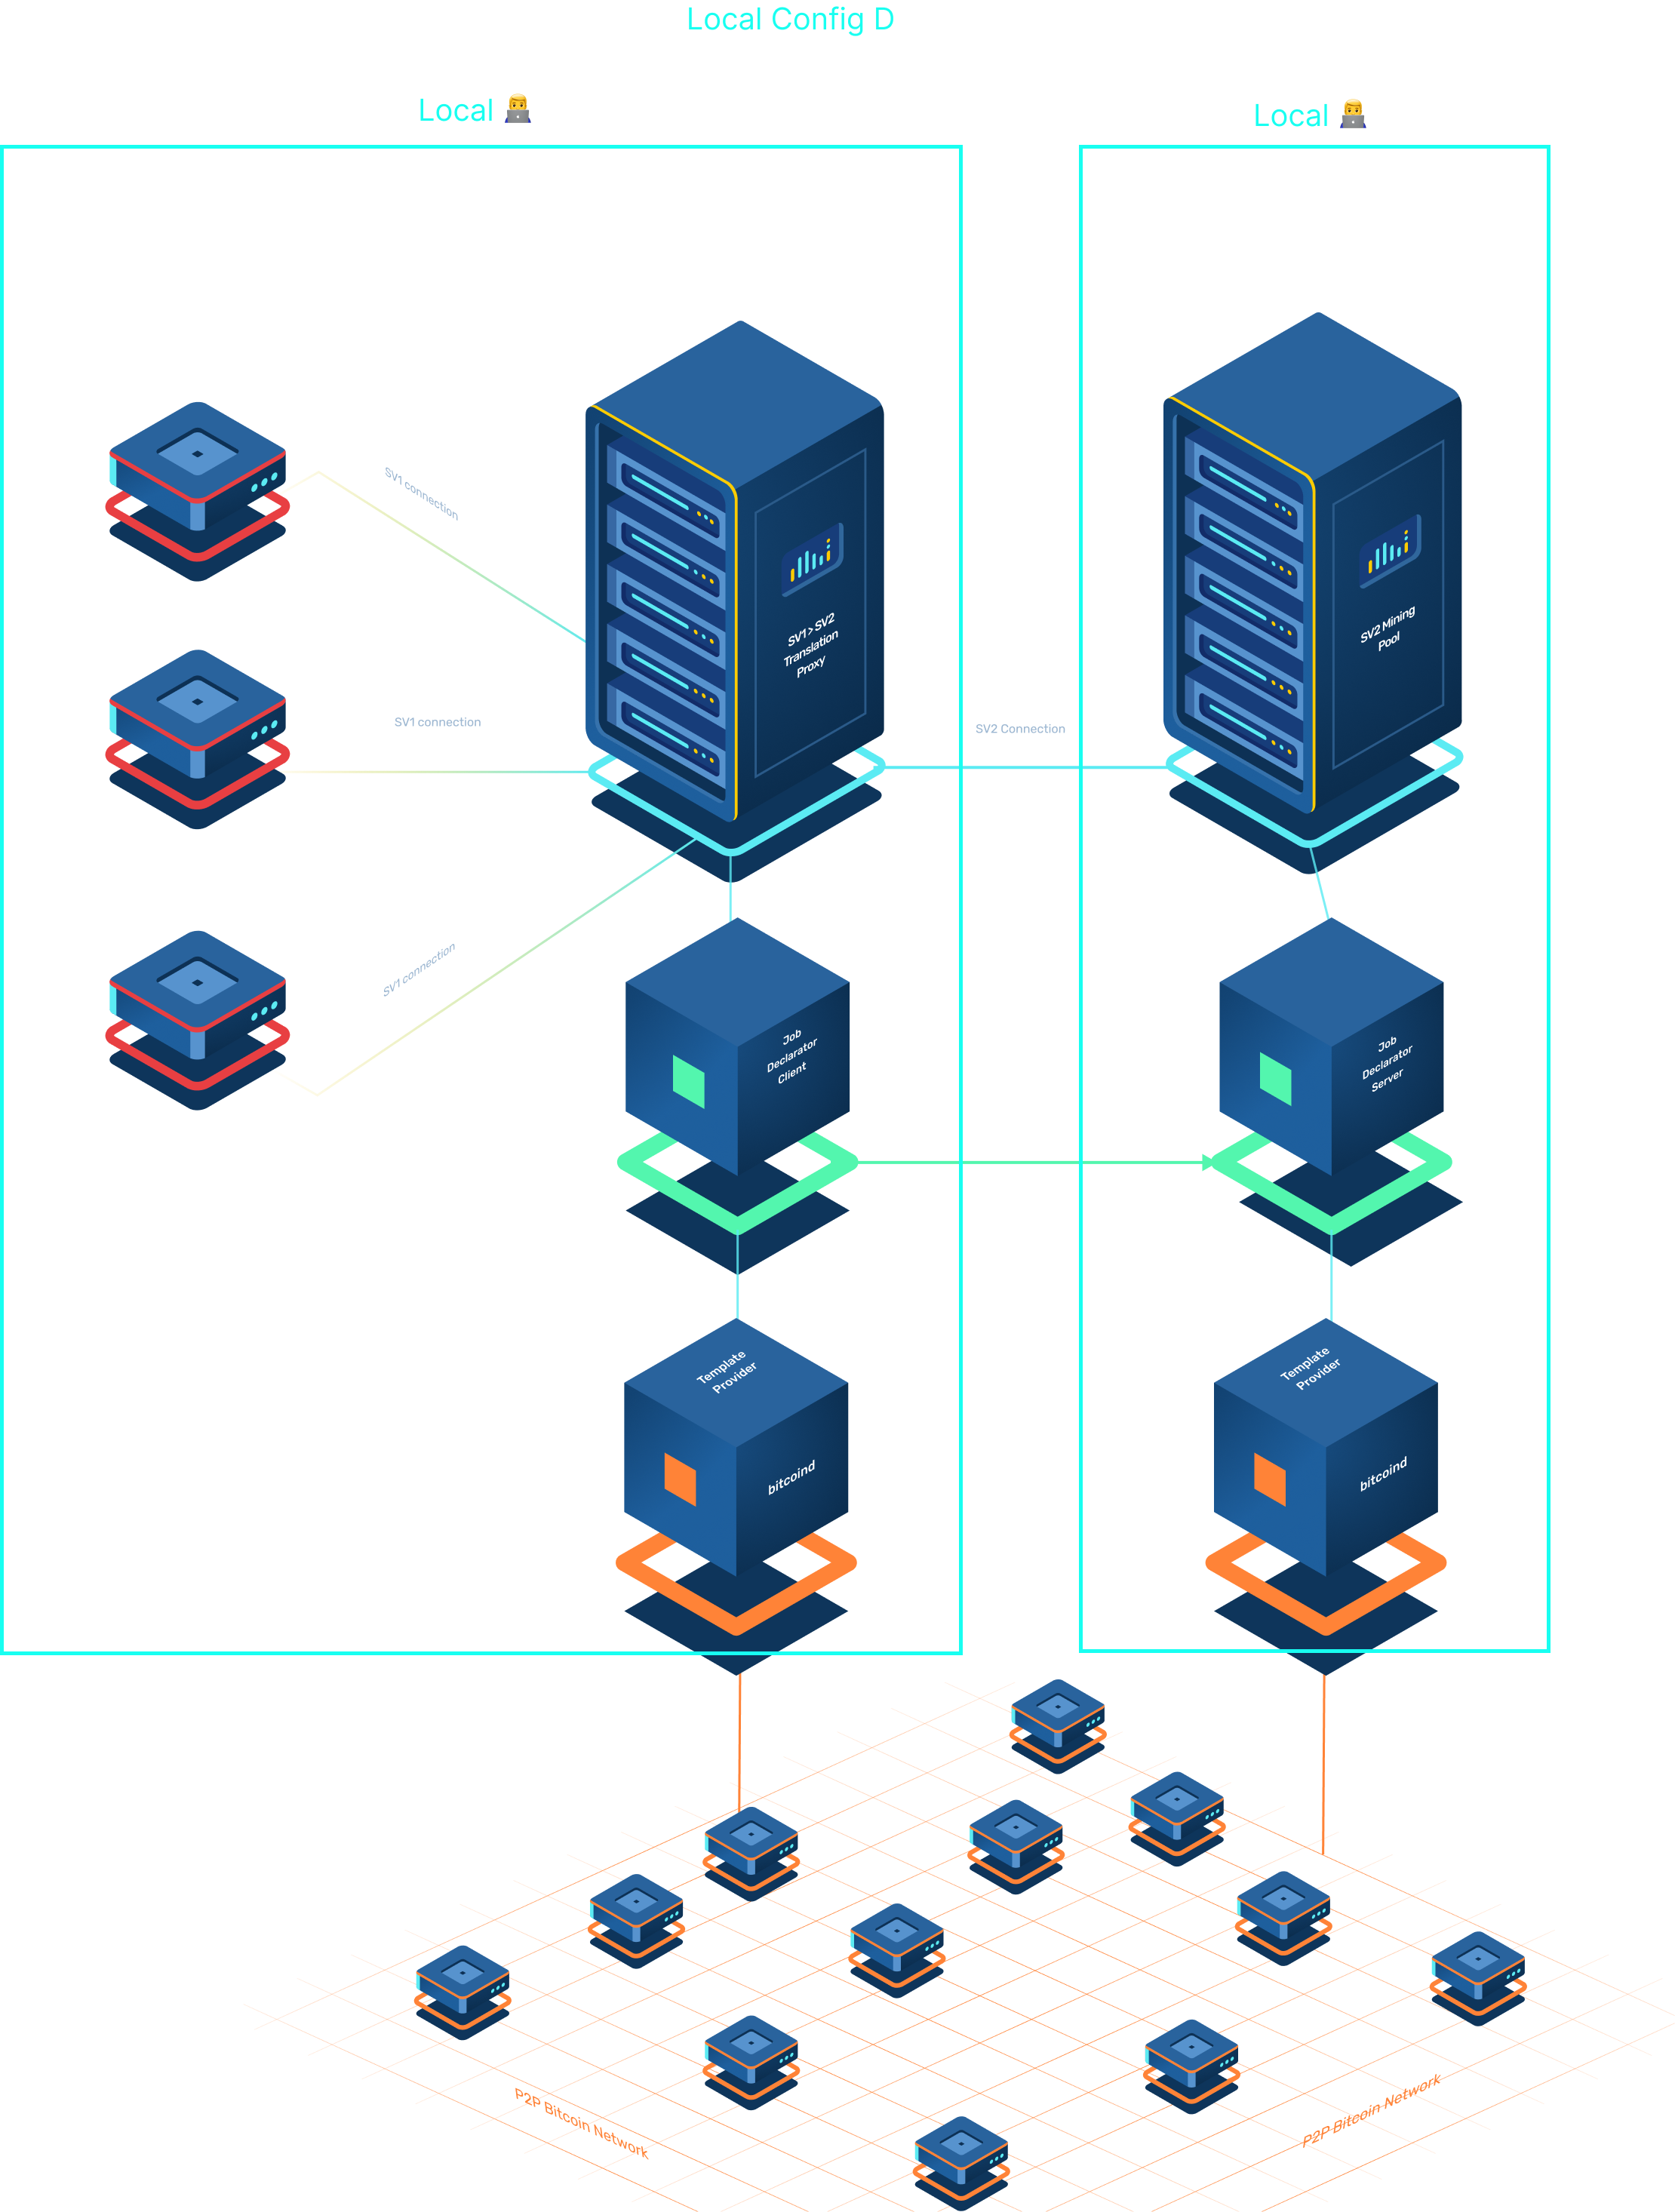 Local Config D
Local 👨‍💻
Local 👨‍💻
SV1 connection
SV1 connection
SV1 connection
SV1 > SV2
Translation
Proxy
SV2 Connection
SV2 Mining
Pool
Job
Declarator
Client
Job
Declarator
Server
Template
Provider
bitcoind
Template
Provider
bitcoind
P2P Bitcoin Network
P2P Bitcoin Network